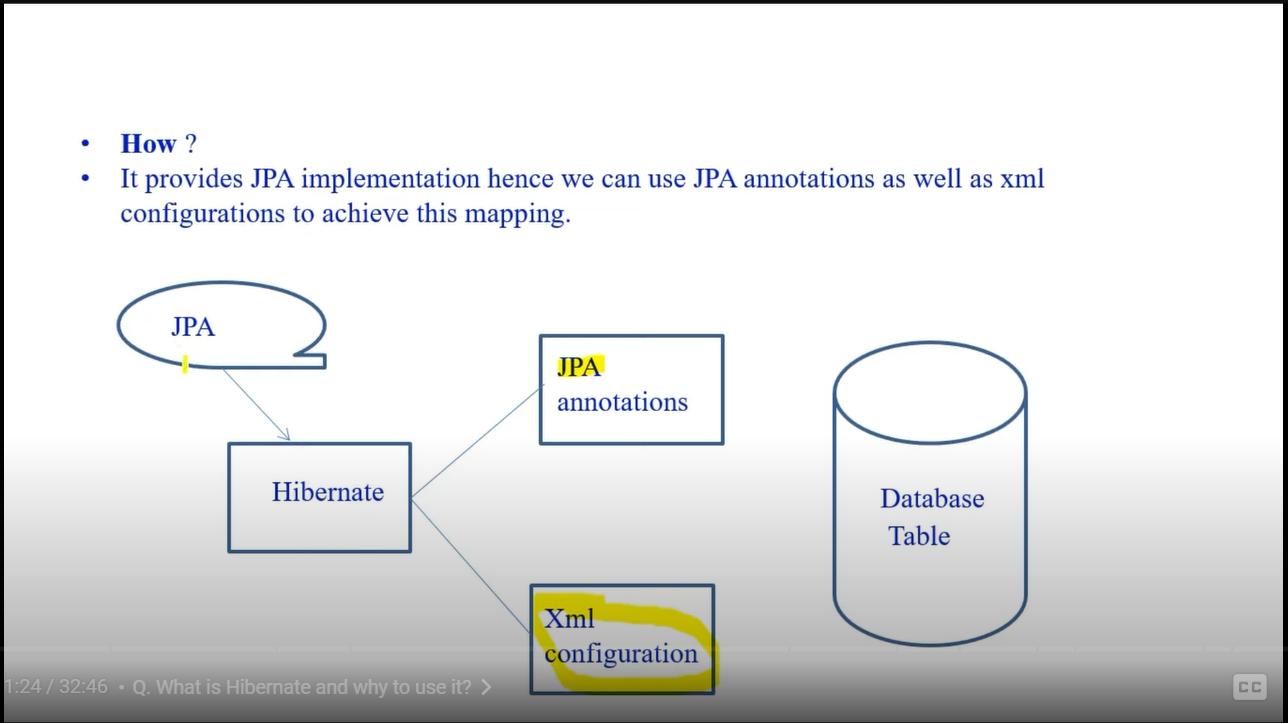 How ?
It provides JPA implementation hence we can use JPA annotations as well as xml
configurations to achieve this mapping.
JPA
JPA
annotations
Hibernate
Database
Table
Xml
configuration
1:24 / 32:46 • Q. What is Hibernate and why to use it?
CC